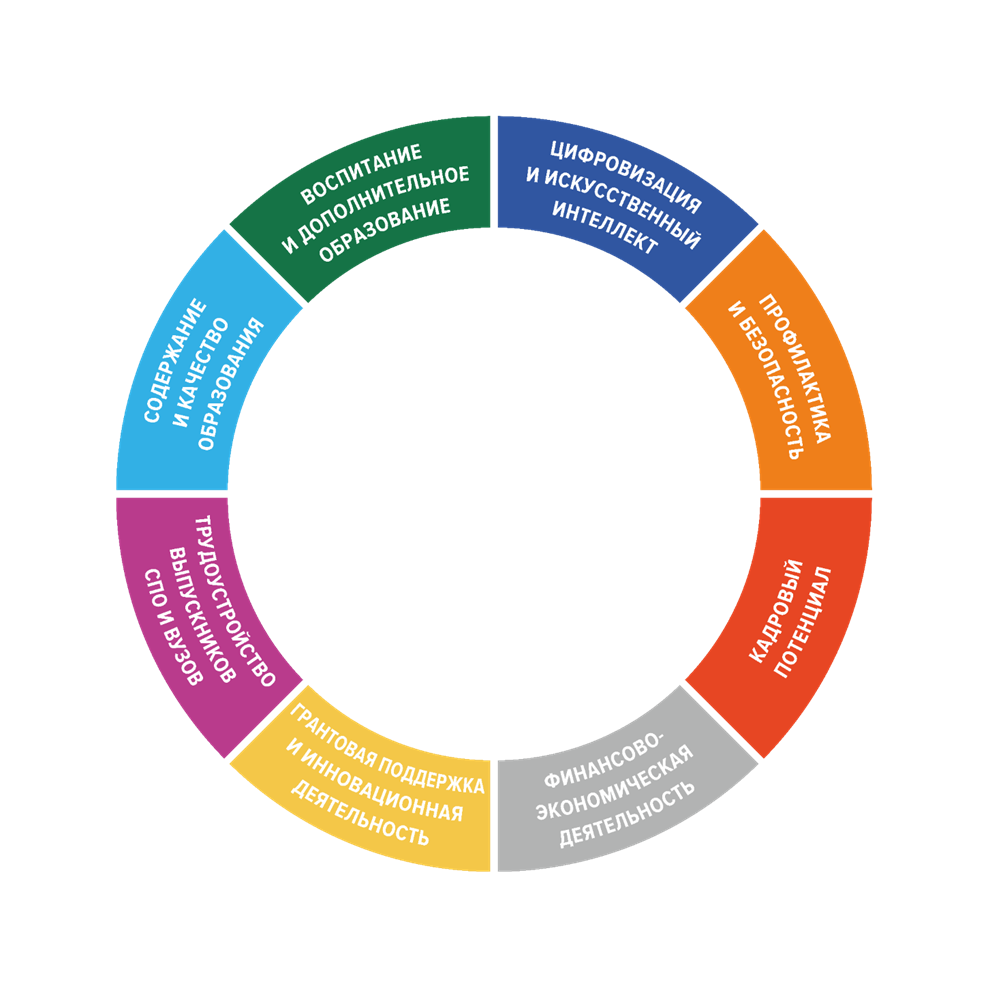 ЦИФРОВИЗАЦИЯ
И ИСКУССТВЕННЫЙ
ИНТЕЛЛЕКТ
ПРОФИЛАКТИКА
И БЕЗОПАСНОСТЬ
КАДРОВЫЙ
ПОТЕНЦИАЛ
ФИНАНСОВО-
ЭКОНОМИЧЕСКАЯ
ДЕЯТЕЛЬНОСТЬ
ГРАНТОВАЯ ПОДДЕРЖКА
И ИННОВАЦИОННАЯ
ДЕЯТЕЛЬНОСТЬ
ТРУДОУСТРОЙСТВО
ВЫПУСКНИКОВ
СПО И ВУЗОВ
СОДЕРЖАНИЕ
И КАЧЕСТВО
ОБРАЗОВАНИЯ
ВОСПИТАНИЕ
И ДОПОЛНИТЕЛЬНОЕ
ОБРАЗОВАНИЕ